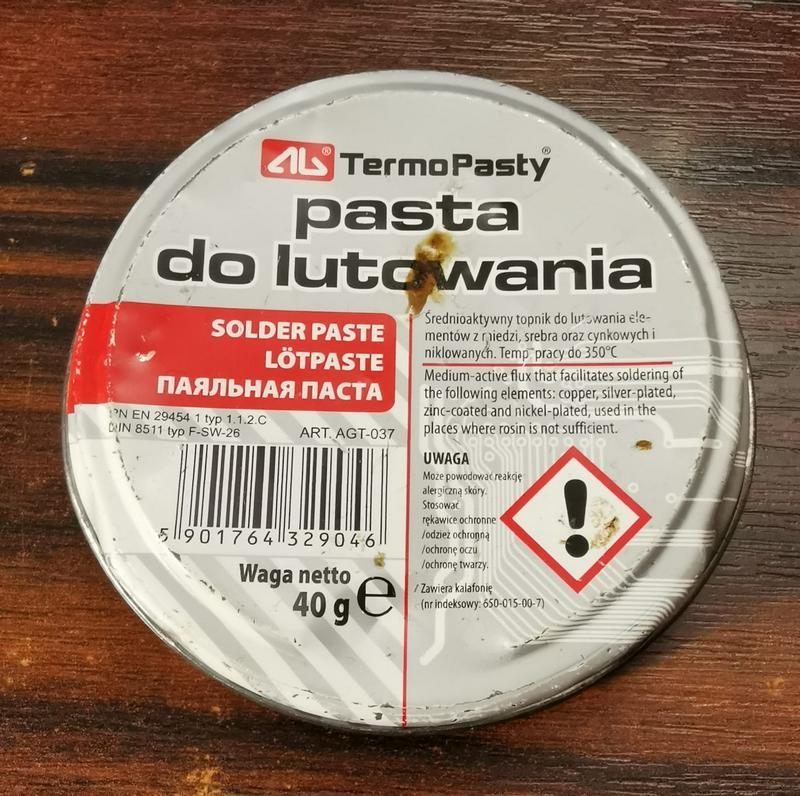 AG® TermoPasty®
pasta
do lutowania
SOLDER PASTE
LÖTPASTE
ПАЯЛЬНАЯ ПАСТА
PN EN 29454 1 typ 1.1.2.C
DIN 8511 typ F-SW-26
ART. AGT-037
5 901764 329046
Waga netto
40 g e
Średnioaktywny topnik do lutowania ele-
mentów z miedzi, srebra oraz cynkowych i
niklowanych. Temp. pracy do 350°C
Medium-active flux that facilitates soldering of
the following elements: copper, silver-plated,
zinc-coated and nickel-plated, used in the
places where rosin is not sufficient.
UWAGA
Może powodować reakcję
alergiczną skóry.
Stosować
rękawice ochronne
/odzież ochronną
/ochronę oczu
/ochronę twarzy.
/Zawiera kalafonię
(nr indeksowy: 650-015-00-7)